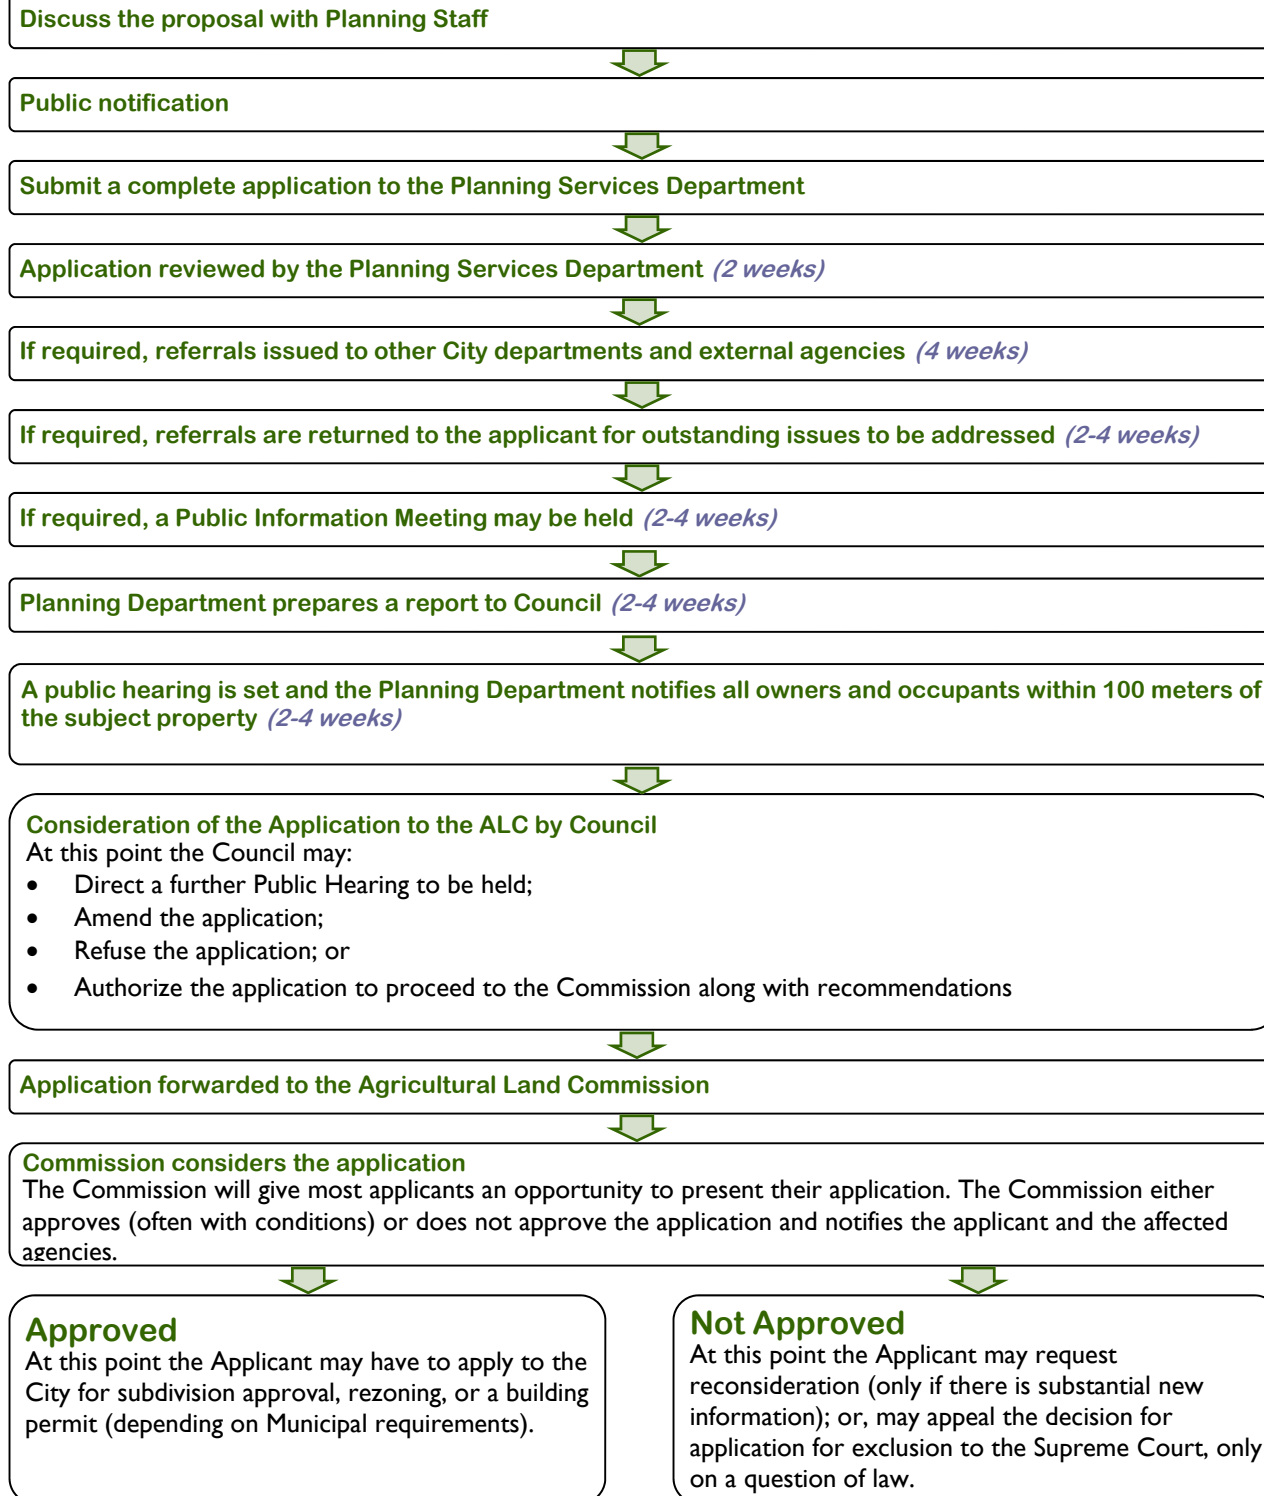 Discuss the proposal with Planning Staff
Public notification
Submit a complete application to the Planning Services Department
Application reviewed by the Planning Services Department (2 weeks)
If required, referrals issued to other City departments and external agencies (4 weeks)
If required, referrals are returned to the applicant for outstanding issues to be addressed (2-4 weeks)
If required, a Public Information Meeting may be held (2-4 weeks)
Planning Department prepares a report to Council (2-4 weeks)
A public hearing is set and the Planning Department notifies all owners and occupants within 100 meters of
the subject property (2-4 weeks)
Consideration of the Application to the ALC by Council
At this point the Council may:
• Direct a further Public Hearing to be held;
• Amend the application;
• Refuse the application; or
• Authorize the application to proceed to the Commission along with recommendations
Application forwarded to the Agricultural Land Commission
Commission considers the application
The Commission will give most applicants an opportunity to present their application. The Commission either
approves (often with conditions) or does not approve the application and notifies the applicant and the affected
agencies.
Approved
At this point the Applicant may have to apply to the
City for subdivision approval, rezoning, or a building
permit (depending on Municipal requirements).
Not Approved
At this point the Applicant may request
reconsideration (only if there is substantial new
information); or, may appeal the decision for
application for exclusion to the Supreme Court, only
on a question of law.